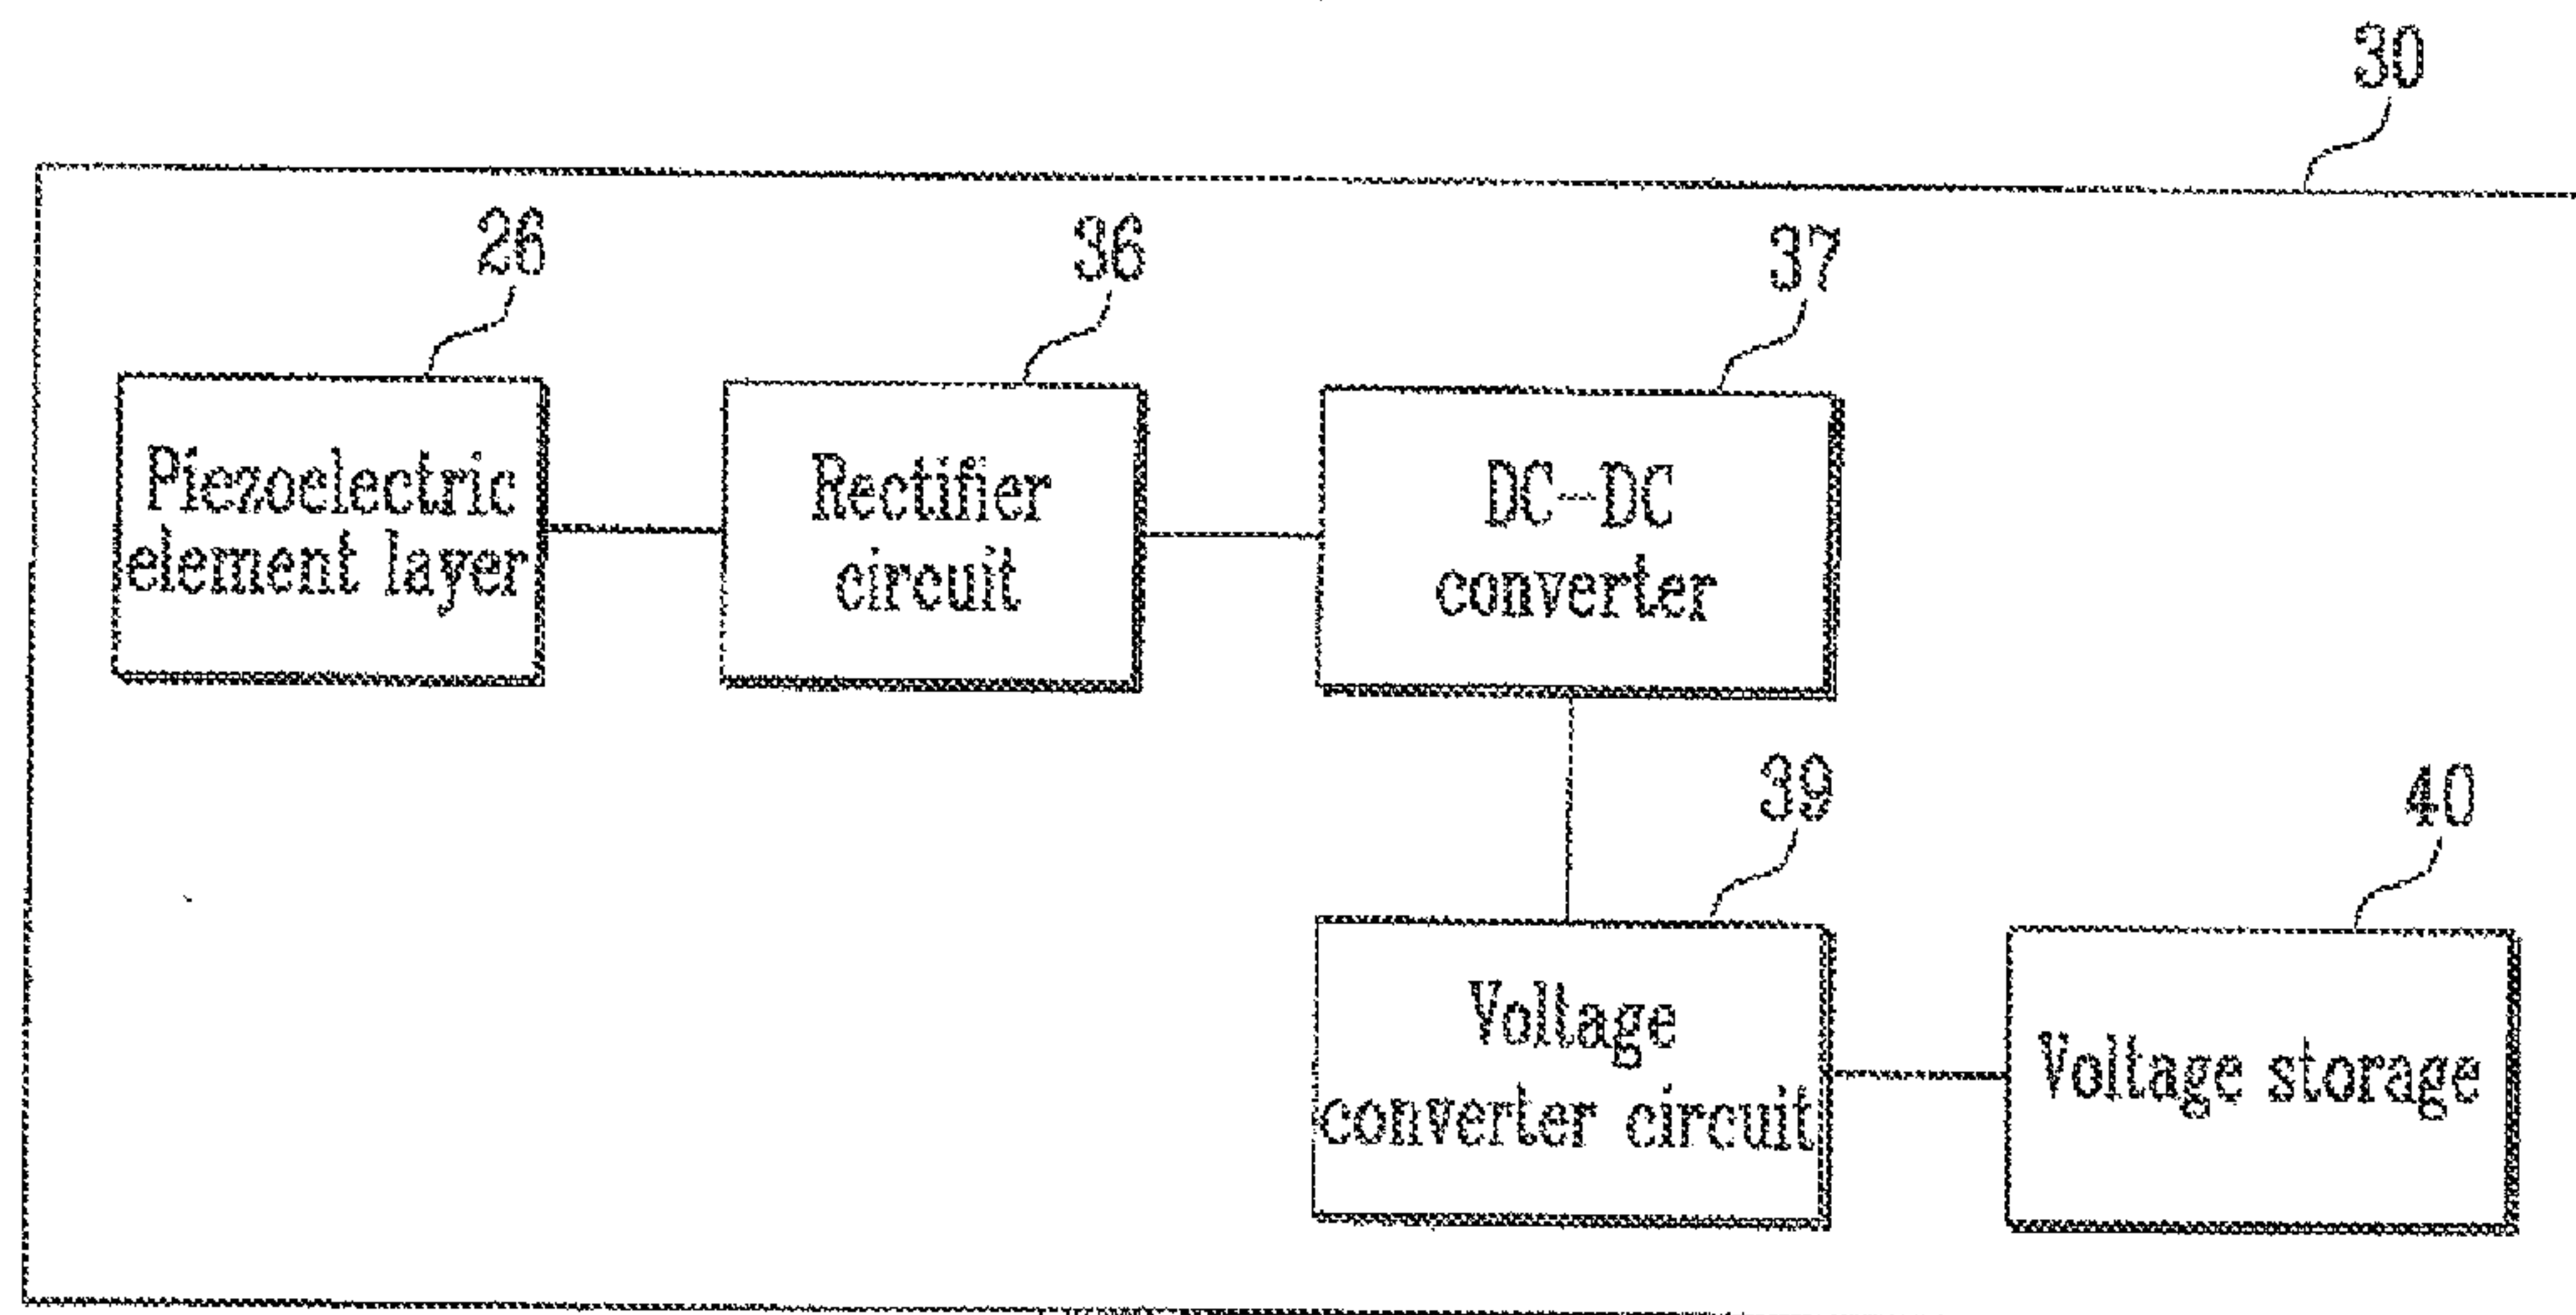 30
26
36
37
Piezoelectric
element layer
Rectifier
circuit
DC-DC
converter
39
40
Voltage
converter circuit
Voltage storage